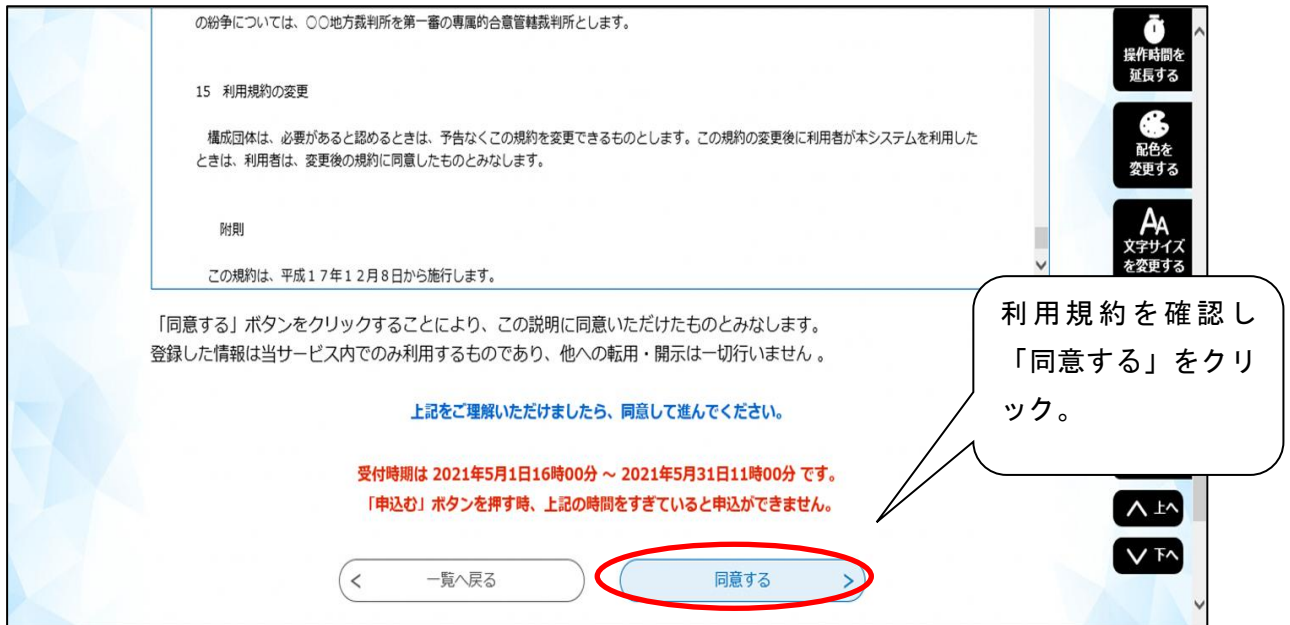 の紛争については、○○地方裁判所を第一審の専属的合意管轄裁判所とします。
15 利用規約の変更
構成団体は、必要があると認めるときは、予告なくこの規約を変更できるものとします。この規約の変更後に利用者が本システムを利用した
ときは、利用者は、変更後の規約に同意したものとみなします。
附則
この規約は、平成17年12月8日から施行します。
「同意する」ボタンをクリックすることにより、この説明に同意いただけたものとみなします。
登録した情報は当サービス内でのみ利用するものであり、他への転用・開示は一切行いません。
上記をご理解いただけましたら、同意して進んでください。
受付時期は 2021年5月1日16時00分 ～ 2021年5月31日11時00分 です。
「申込む」ボタンを押す時、上記の時間をすぎていると申込ができません。
一覧へ戻る
同意する
操作時間を
延長する
配色を
変更する
AA
文字サイズ
を変更する
利用規約を確認し
「同意する」をクリ
ック。
上へ
下へ